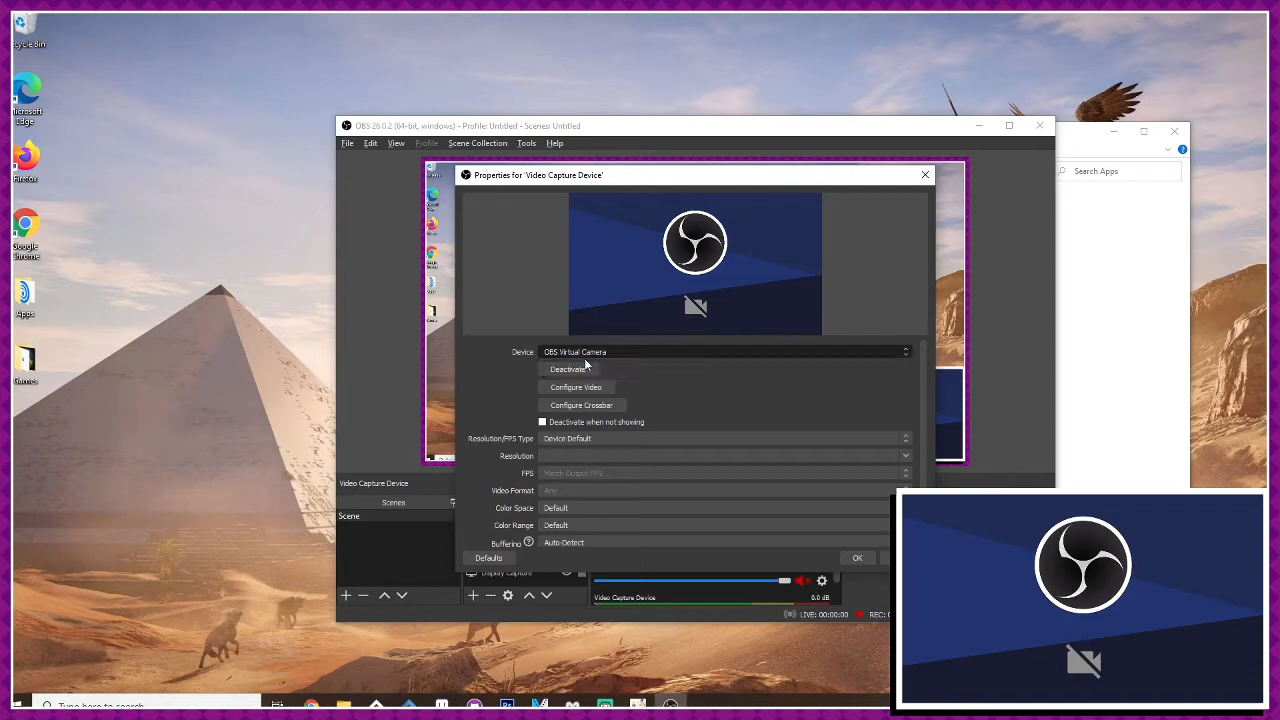 Recycle Bin
Microsoft
Edge
Firefox
Google
Chrome
Apps
Games
OBS 26.0.2 (64-bit, windows) - Profile: Untitled - Scenes: Untitled
File Edit View Profile Scene Collection Tools Help
Search Apps
Properties for 'Video Capture Device'
Device OBS Virtual Camera
Deactivate
Configure Video
Configure Crossbar
Deactivate when not showing
Resolution/FPS Type Device Default
Resolution
FPS Match Output FPS
Video Format Any
Color Space Default
Color Range Default
Buffering ? Auto-Detect
Defaults OK
Video Capture Device
Scenes
Scene
Display Capture
Video Capture Device 0.0 dB
LIVE: 00:00:00 REC:
Type here to search